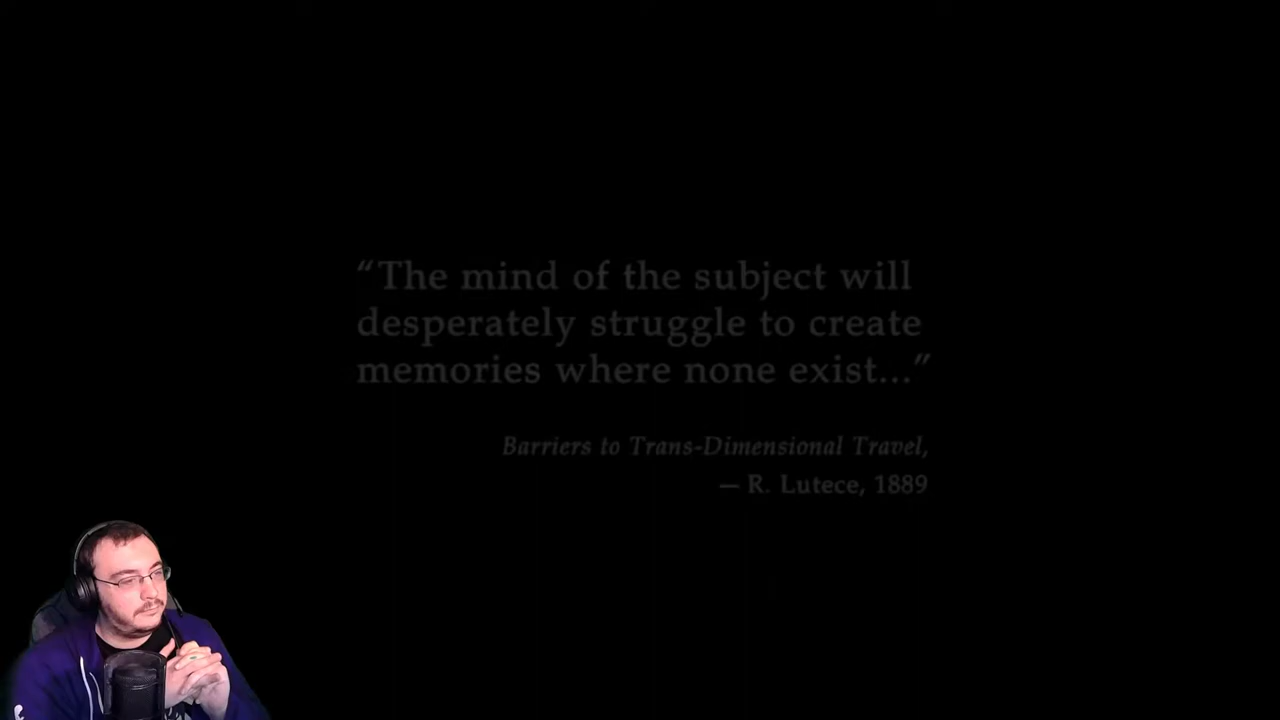 “The mind of the subject will
desperately struggle to create
memories where none exist...”
Barriers to Trans-Dimensional Travel,
— R. Lutece, 1889